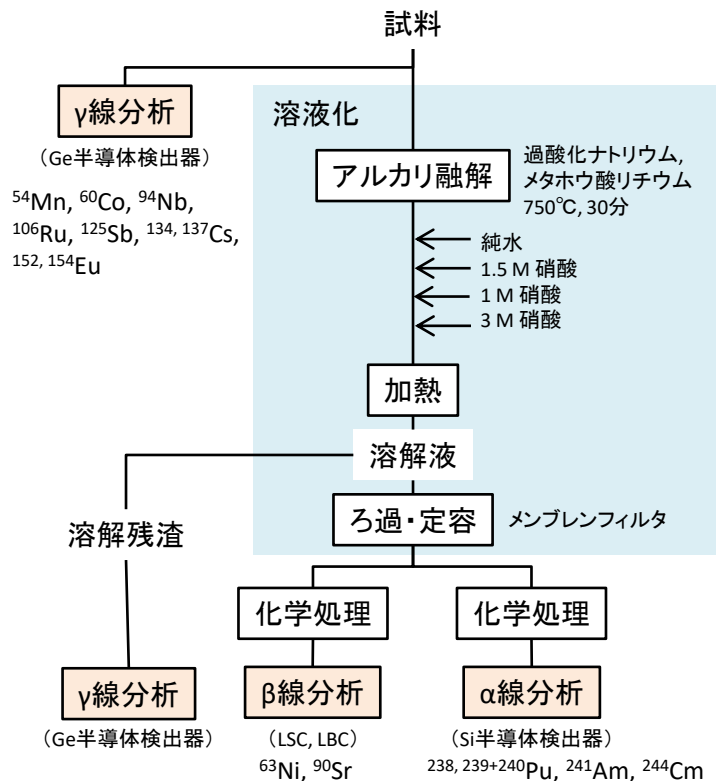 試料
γ線分析
(Ge半導体検出器)
⁵⁴Mn, ⁶⁰Co, ⁹⁴Nb,
¹⁰⁶Ru, ¹²⁵Sb, ¹³⁴, ¹³⁷Cs,
¹⁵², ¹⁵⁴Eu
溶液化
アルカリ融解
過酸化ナトリウム,
メタホウ酸リチウム
750℃, 30分
純水
1.5 M 硝酸
1 M 硝酸
3 M 硝酸
加熱
溶解液
ろ過・定容
メンブレンフィルタ
溶解残渣
化学処理
化学処理
γ線分析
(Ge半導体検出器)
β線分析
(LSC, LBC)
⁶³Ni, ⁹⁰Sr
α線分析
(Si半導体検出器)
²³⁸, ²³⁹⁺²⁴⁰Pu, ²⁴¹Am, ²⁴⁴Cm